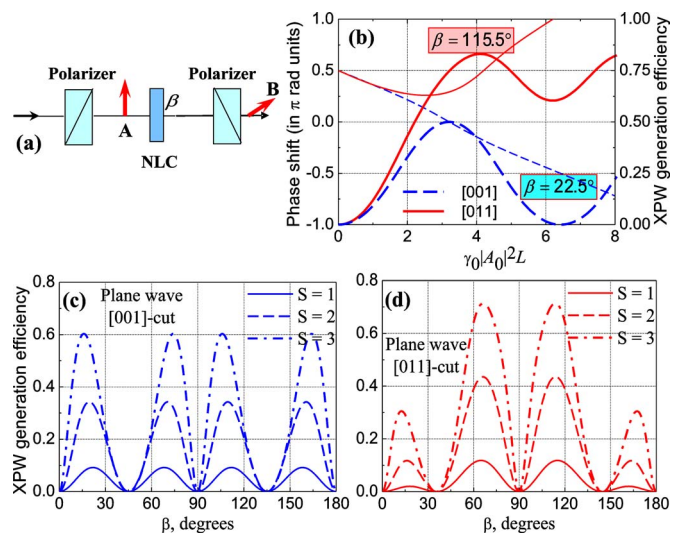 Polarizer
Polarizer
B
β
A
NLC
(a)
(b)
β = 115.5°
β = 22.5°
[001]
[011]
Phase shift (in π rad units)
1.0
0.5
0.0
-0.5
-1.0
XPW generation efficiency
1.00
0.75
0.50
0.25
0.00
0 2 4 6 8
γ₀|A₀|²L
(c)
Plane wave
[001]-cut
S = 1
S = 2
S = 3
XPW generation efficiency
0.8
0.6
0.4
0.2
0.0
0 30 60 90 120 150 180
β, degrees
(d)
Plane wave
[011]-cut
S = 1
S = 2
S = 3
0.8
0.6
0.4
0.2
0.0
0 30 60 90 120 150 180
β, degrees